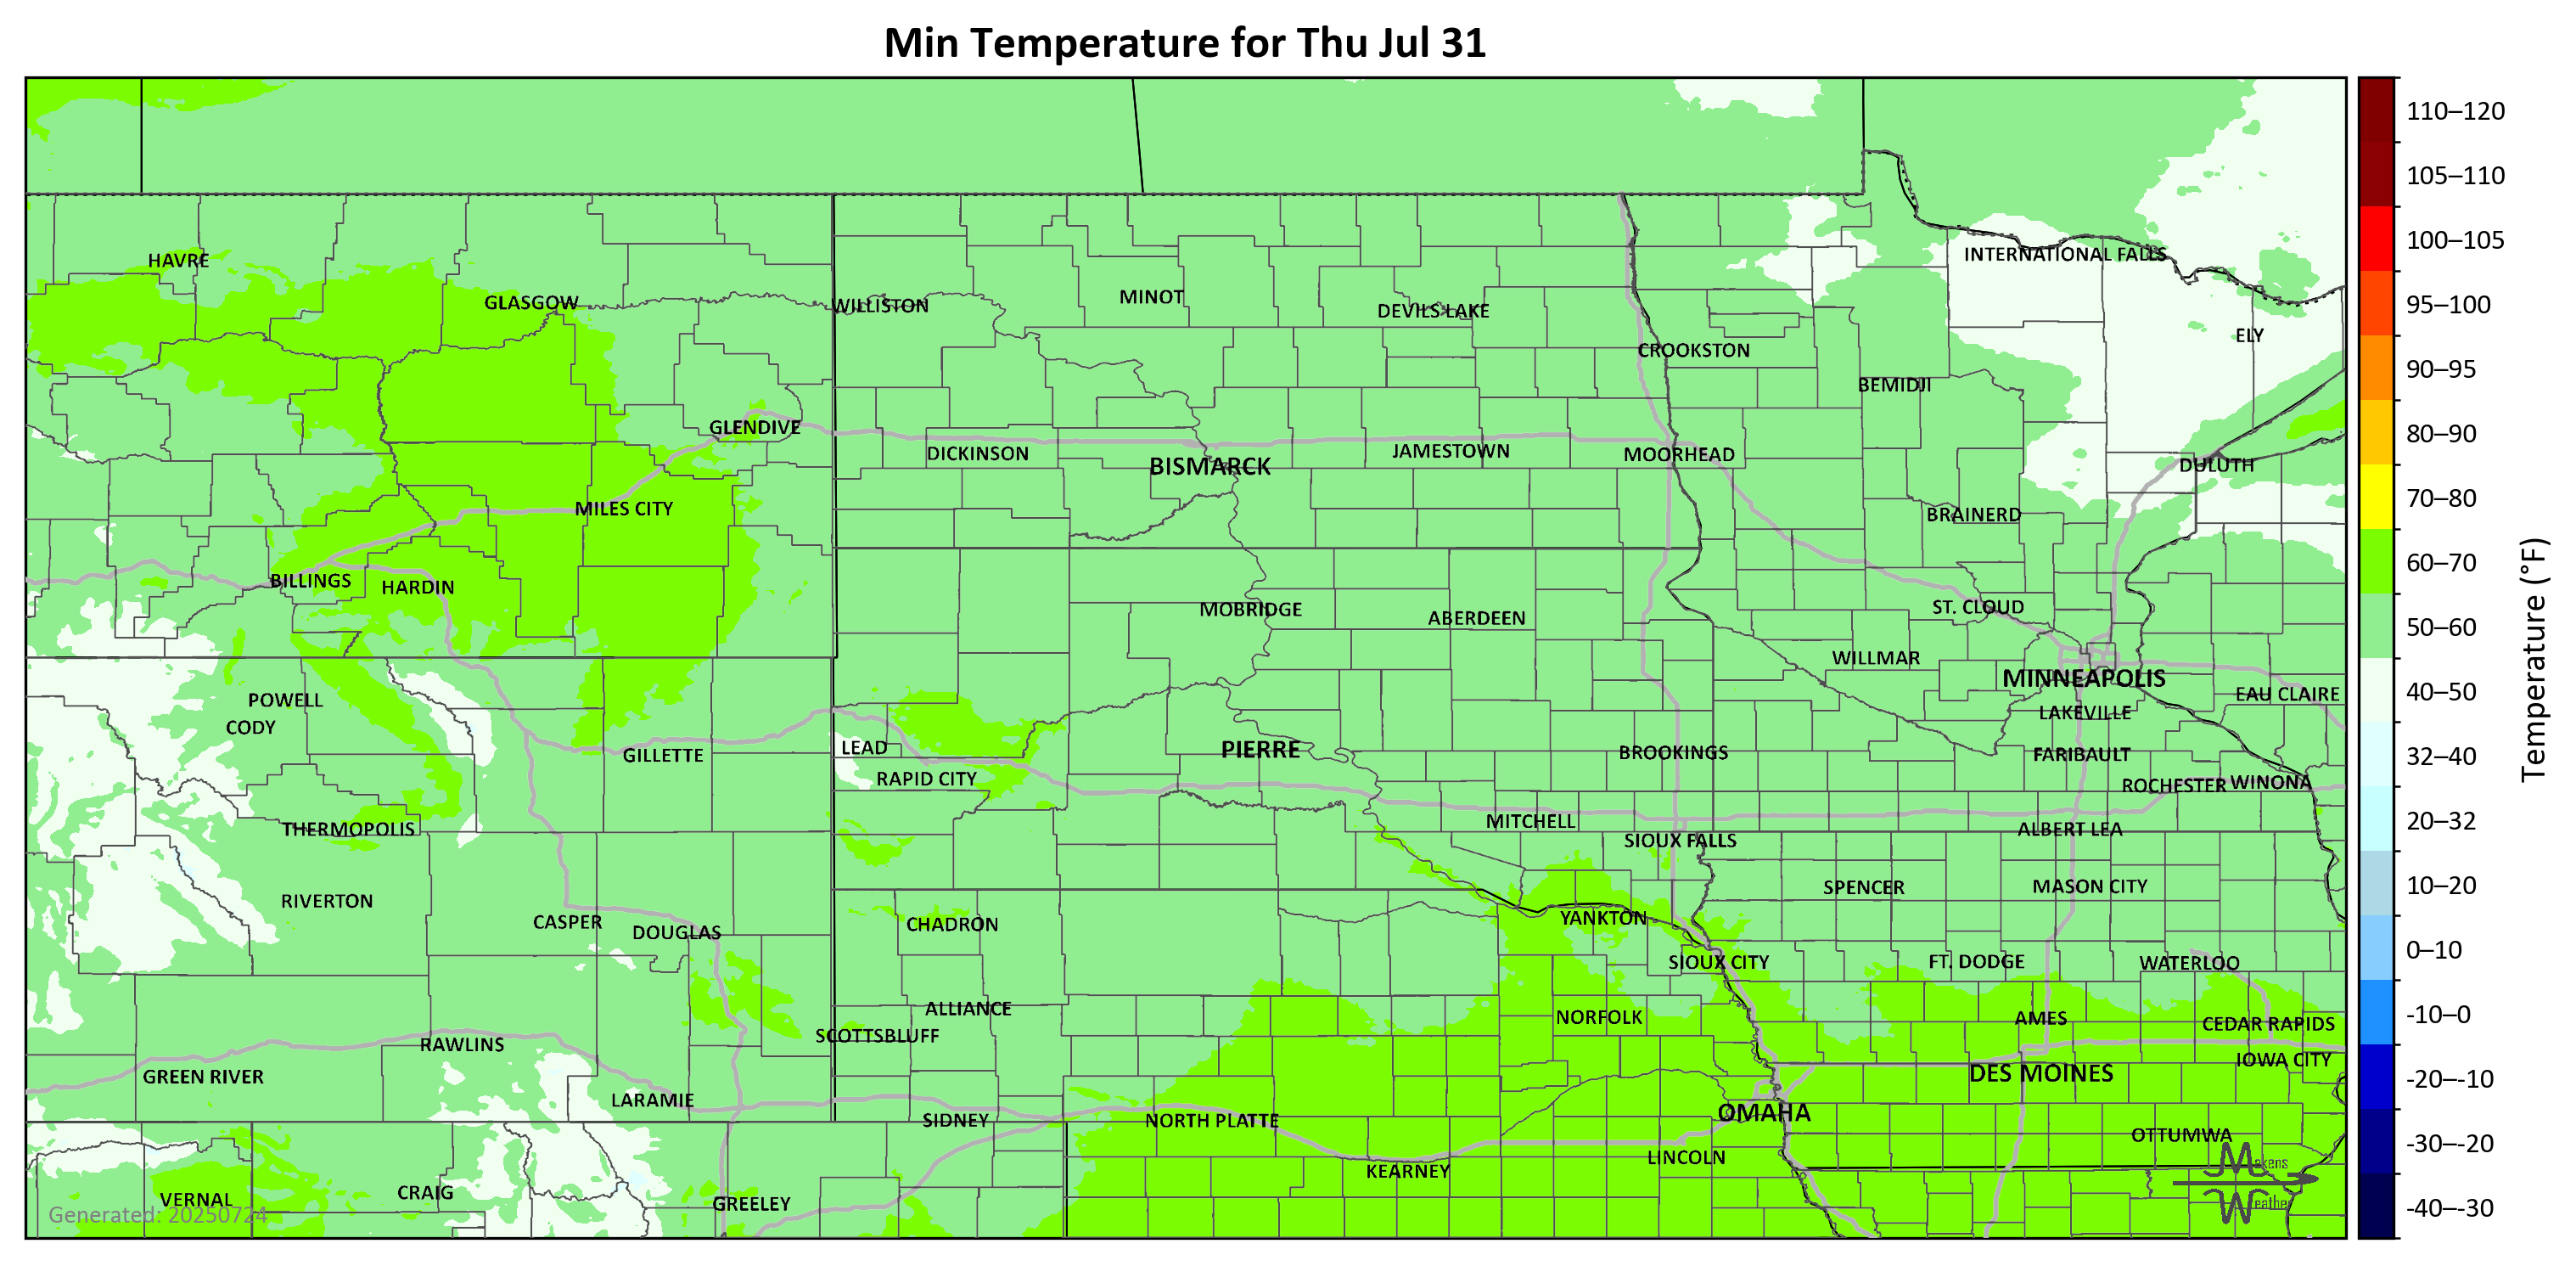 Min Temperature for Thu Jul 31
110–120
105–110
100–105
95–100
90–95
80–90
70–80
60–70
50–60
40–50
32–40
20–32
10–20
0–10
-10–0
-20–-10
-30–-20
-40–-30
Temperature (°F)
HAVRE
INTERNATIONAL FALLS
GLASGOW
WILLISTON
MINOT
DEVILS LAKE
ELY
CROOKSTON
BEMIDJI
GLENDIVE
DICKINSON
BISMARCK
JAMESTOWN
MOORHEAD
DULUTH
MILES CITY
BRAINERD
BILLINGS
HARDIN
MOBRIDGE
ABERDEEN
ST. CLOUD
WILLMAR
MINNEAPOLIS
POWELL
EAU CLAIRE
CODY
LAKEVILLE
GILLETTE
LEAD
PIERRE
BROOKINGS
FARIBAULT
RAPID CITY
ROCHESTER
WINONA
THERMOPOLIS
MITCHELL
SIOUX FALLS
ALBERT LEA
RIVERTON
SPENCER
MASON CITY
CASPER
DOUGLAS
CHADRON
YANKTON
SIOUX CITY
FT. DODGE
WATERLOO
ALLIANCE
NORFOLK
AMES
CEDAR RAPIDS
SCOTTSBLUFF
RAWLINS
IOWA CITY
GREEN RIVER
DES MOINES
LARAMIE
SIDNEY
NORTH PLATTE
OMAHA
OTTUMWA
LINCOLN
KEARNEY
VERNAL
CRAIG
GREELEY
Makens
Weather
Generated: 20250724